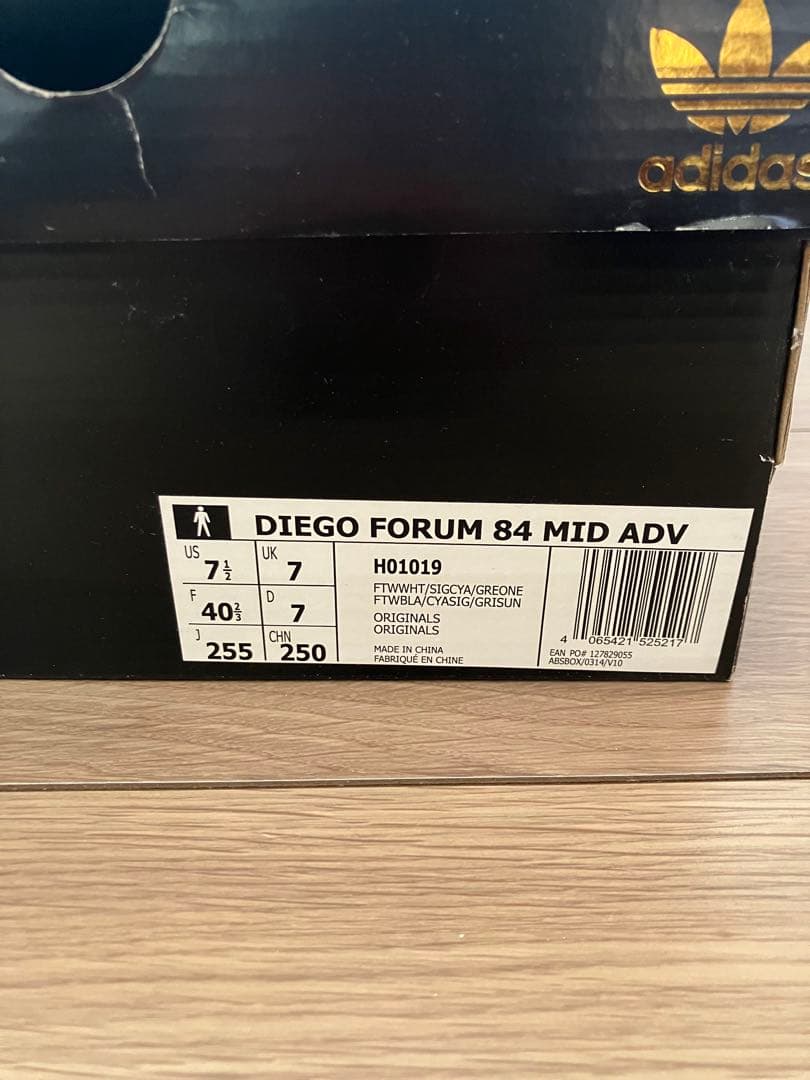 adidas
DIEGO FORUM 84 MID ADV
US 7½
UK 7
F 40⅔
D 7
J 255
CHN 250
H01019
FTWWHT/SIGCYA/GREONE
FTWBLA/CYASIG/GRISUN
ORIGINALS
ORIGINALS
MADE IN CHINA
FABRIQUÉ EN CHINE
4 065421 525217
EAN PO# 127829055
ABSBOX/0314/V10